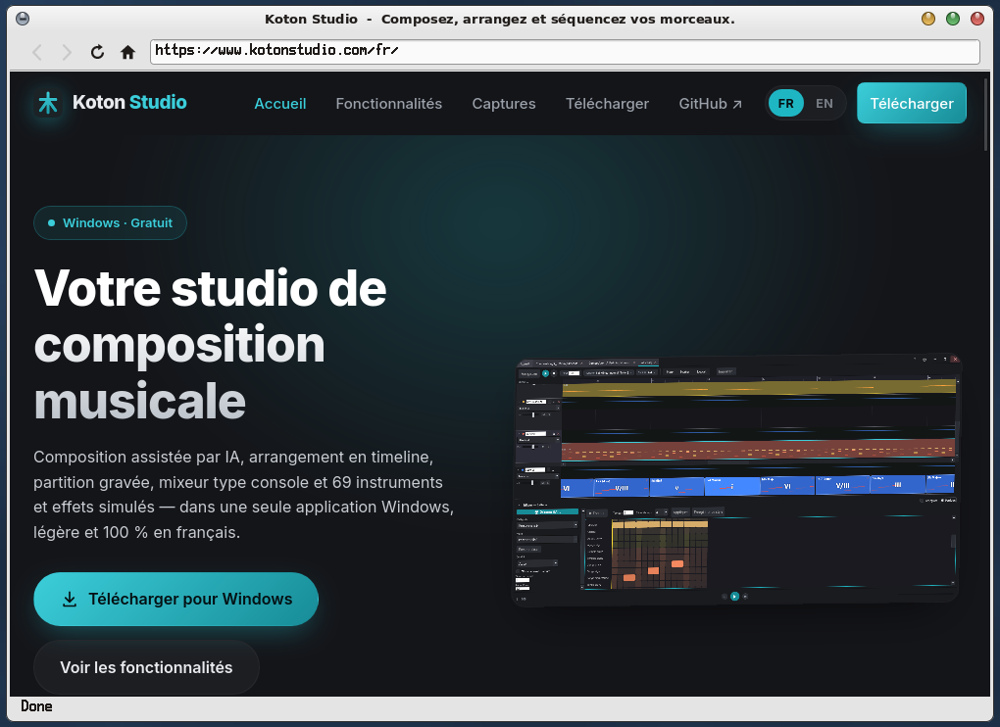 Koton Studio - Composez, arrangez et séquencez vos morceaux.
https://www.kotonstudio.com/fr/
Koton Studio
Accueil
Fonctionnalités
Captures
Télécharger
GitHub ↗
FR
EN
Télécharger
Windows · Gratuit
Votre studio de
composition
musicale
Composition assistée par IA, arrangement en timeline,
partition gravée, mixeur type console et 69 instruments
et effets simulés — dans une seule application Windows,
légère et 100 % en français.
VI
V/III
V
i
VI
V/III
III
Télécharger pour Windows
Voir les fonctionnalités
Done